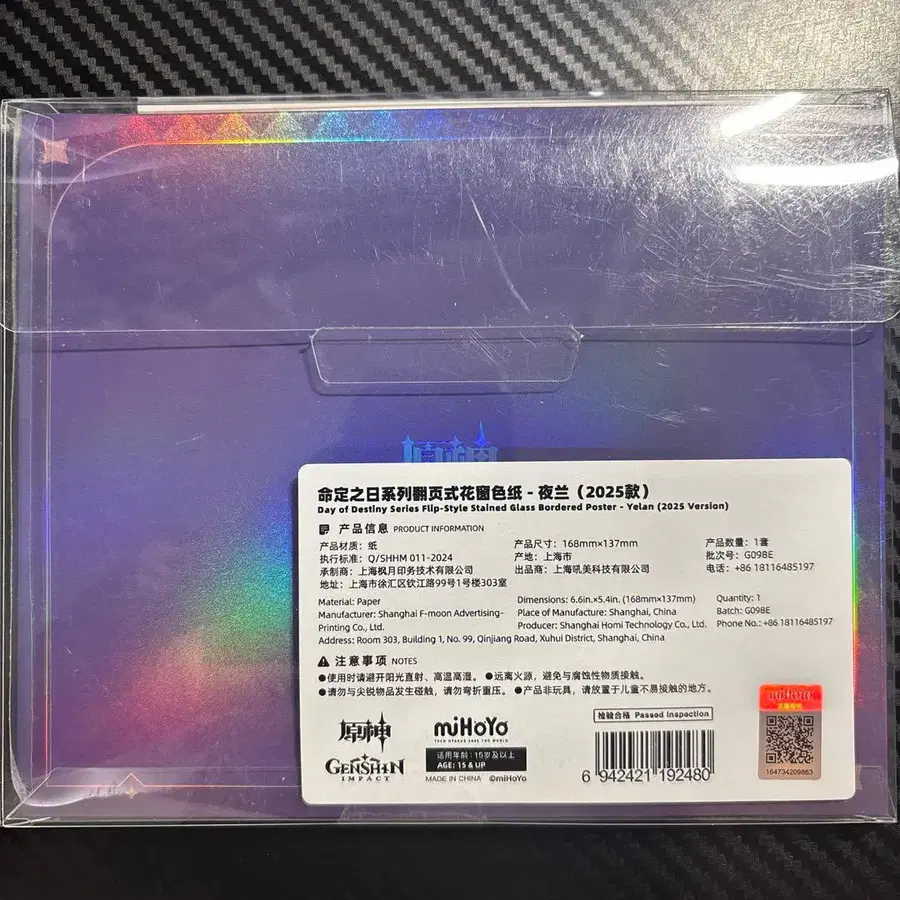 原神
命定之日系列翻页式花窗色纸 - 夜兰（2025款）
Day of Destiny Series Flip-Style Stained Glass Bordered Poster - Yelan (2025 Version)
产品信息 PRODUCT INFORMATION
产品材质：纸 产品尺寸：168mm×137mm 产品数量：1套
执行标准：Q/SHHM 011-2024 产地：上海市 批次号：G09BE
承制商：上海枫月印务技术有限公司 出品商：上海吼美科技有限公司 电话：+86 18116485197
地址：上海市徐汇区钦江路99号1号楼303室
Material: Paper Dimensions: 6.6in.×5.4in. (168mm×137mm) Quantity: 1
Manufacturer: Shanghai F-moon Advertising- Place of Manufacture: Shanghai, China Batch: G09BE
Printing Co., Ltd. Producer: Shanghai Homi Technology Co., Ltd. Phone No.: +86 18116485197
Address: Room 303, Building 1, No. 99, Qinjiang Road, Xuhui District, Shanghai, China
注意事项 NOTES
●使用时请避开阳光直射、高温高湿。 ●远离火源，避免与腐蚀性物质接触。
●请勿与尖锐物品发生碰触，请勿弯折重压。 ●产品非玩具，请放置于儿童不易接触的地方。
原神
GENSHIN
IMPACT
miHoYo
TECH OTAKUS SAVE THE WORLD
适用年龄：15岁及以上
AGE: 15 & UP
MADE IN CHINA ©miHoYo
检验合格 Passed Inspection
6 942421 192480
miHoYo
164734209863